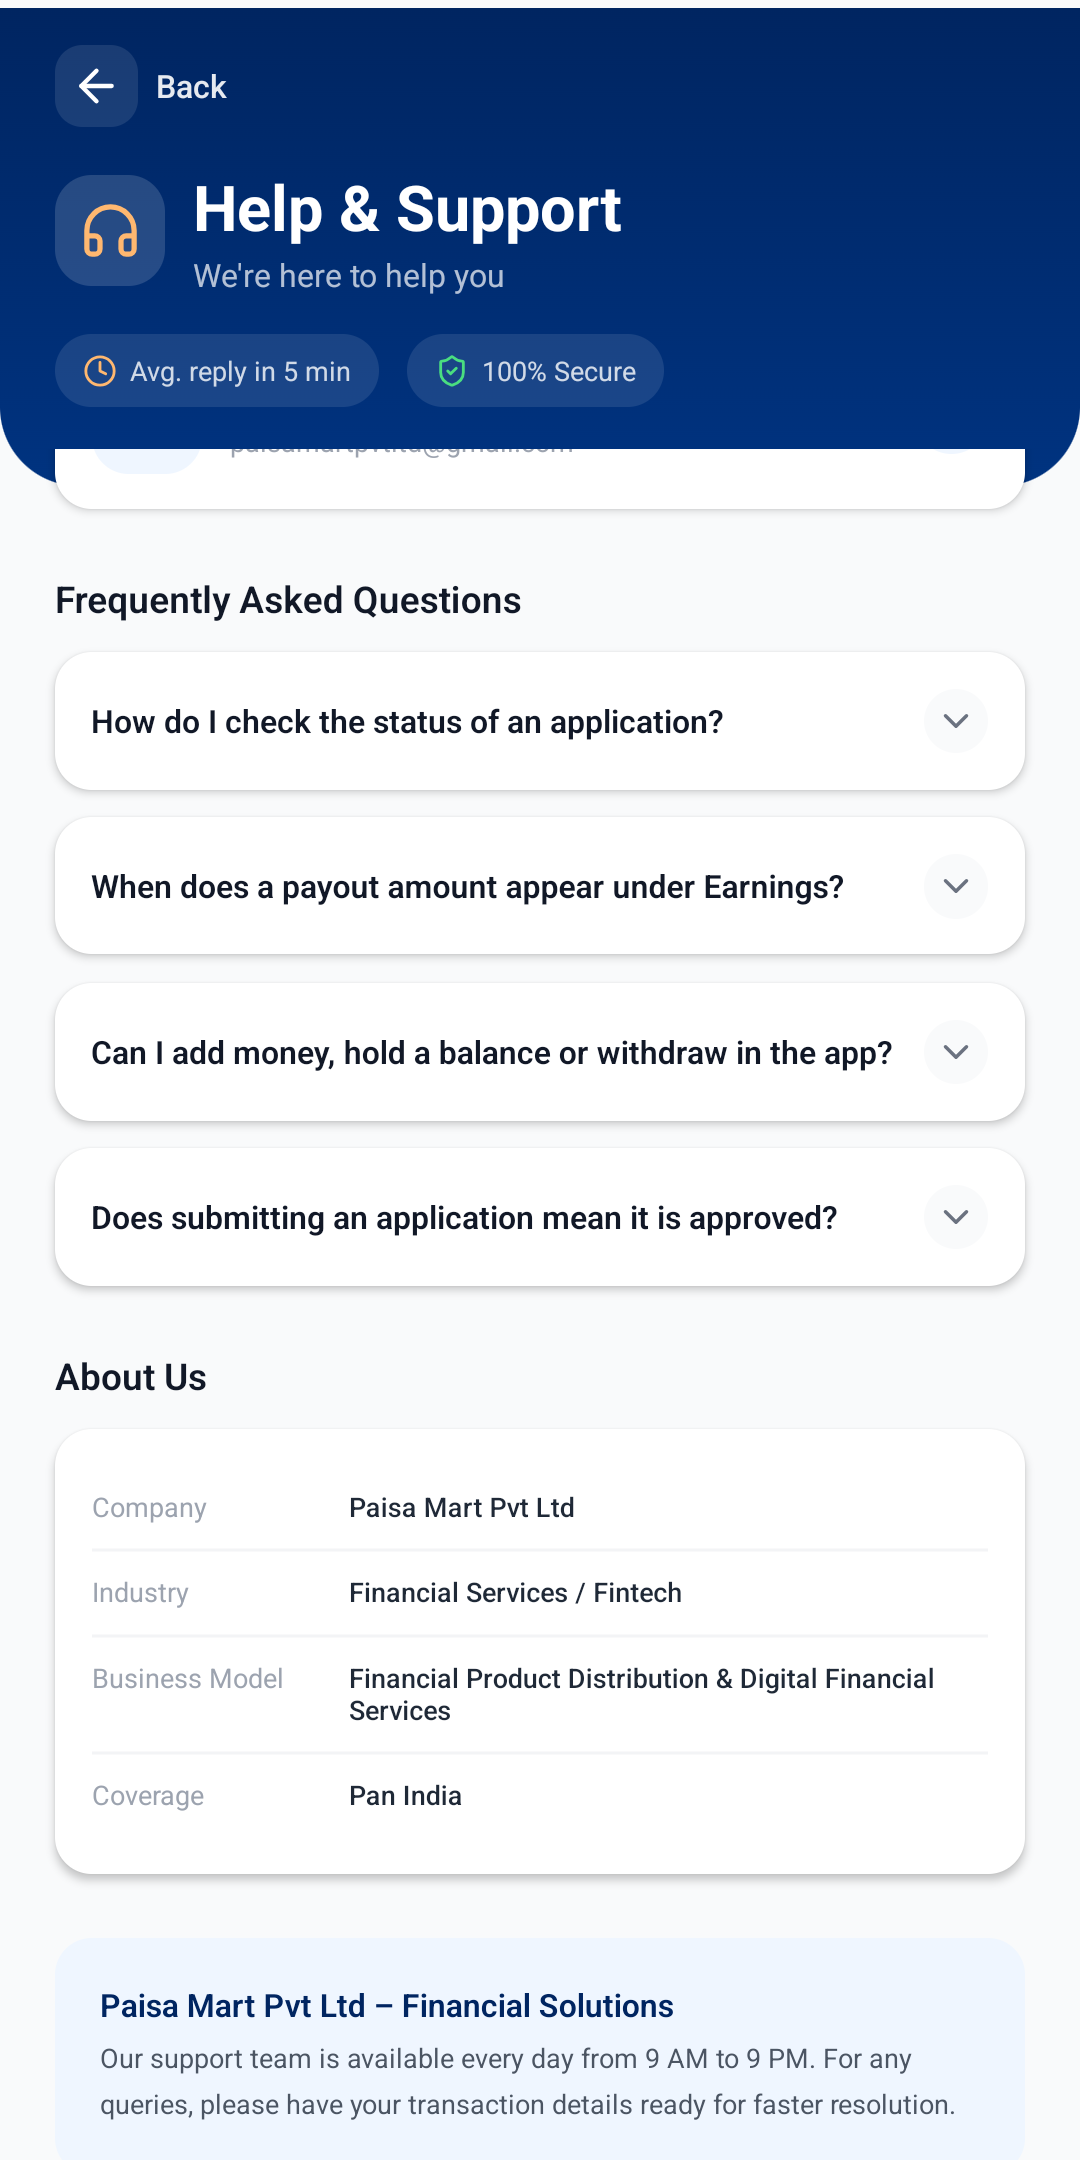 Back
Help & Support
We're here to help you
Avg. reply in 5 min
100% Secure
paisamartpvtltd@gmail.com
Frequently Asked Questions
How do I check the status of an application?
When does a payout amount appear under Earnings?
Can I add money, hold a balance or withdraw in the app?
Does submitting an application mean it is approved?
About Us
Company Paisa Mart Pvt Ltd
Industry Financial Services / Fintech
Business Model Financial Product Distribution & Digital Financial
Services
Coverage Pan India
Paisa Mart Pvt Ltd – Financial Solutions
Our support team is available every day from 9 AM to 9 PM. For any
queries, please have your transaction details ready for faster resolution.